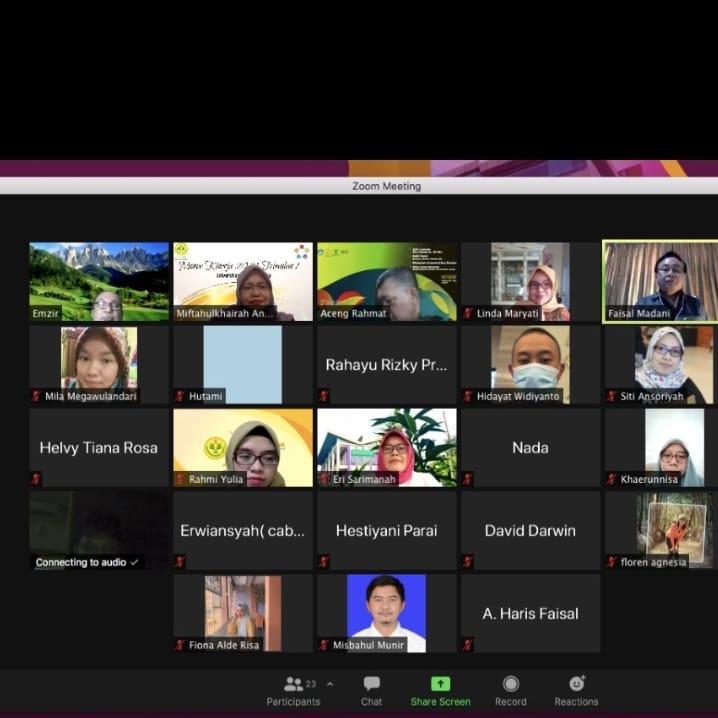 Zoom Meeting
Emzir
Miftahulkhairah An...
Aceng Rahmat
Linda Maryati
Faisal Madani
Mila Megawulandari
Hutami
Rahayu Rizky Pr...
Hidayat Widiyanto
Siti Ansoriyah
Helvy Tiana Rosa
Rahmi Yulia
Eri Sarimanah
Nada
Khaerunnisa
Connecting to audio ✓
Erwiansyah( cab...
Hestiyani Parai
David Darwin
floren agnesia
Fiona Alde Risa
Misbahul Munir
A. Haris Faisal
23
Participants
Chat
Share Screen
Record
Reactions